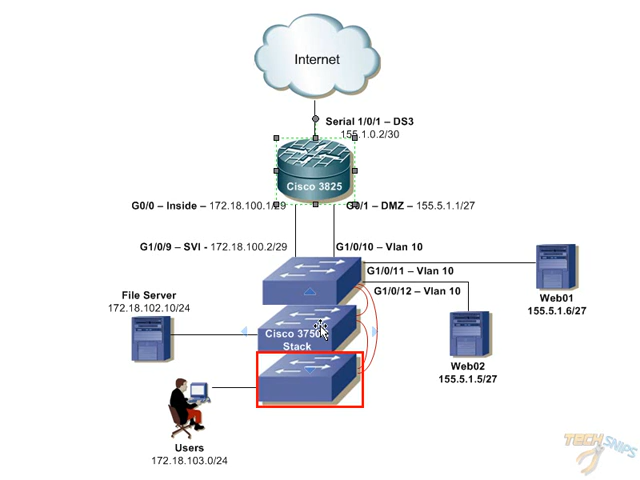 Internet
Serial 1/0/1 – DS3
155.1.0.2/30
Cisco 3825
G0/0 – Inside – 172.18.100.1/29
G0/1 – DMZ – 155.5.1.1/27
G1/0/9 – SVI - 172.18.100.2/29
G1/0/10 – Vlan 10
G1/0/11 – Vlan 10
G1/0/12 – Vlan 10
File Server
172.18.102.10/24
Web01
155.5.1.6/27
Cisco 3750
Stack
Web02
155.5.1.5/27
Users
172.18.103.0/24
TECHSNIPS